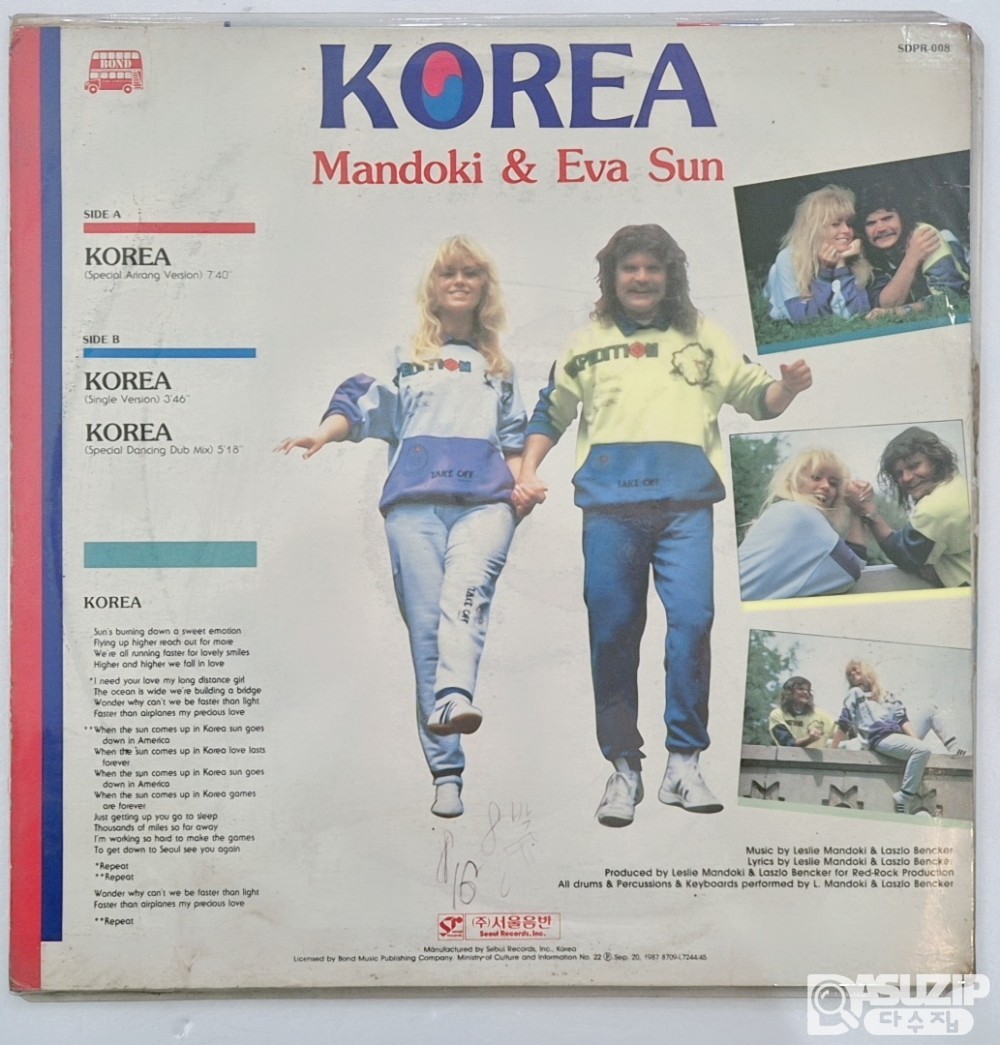 BOND
KOREA
SDPR-008
Mandoki & Eva Sun
SIDE A
KOREA
(Special Arirang Version) 7'40"
SIDE B
KOREA
(Single Version) 3'46"
KOREA
(Special Dancing Dub Mix) 5'18"
TAKE OFF
TAKE OFF
TAKE OFF
KOREA
Sun's burning down a sweet emotion
Flying up higher reach out for more
We're all running faster for lovely smiles
Higher and higher we fall in love
*I need your love my long distance girl
The ocean is wide we're building a bridge
Wonder why can't we be faster than light
Faster than airplanes my precious love
**When the sun comes up in Korea sun goes
down in America
When the sun comes up in Korea love lasts
forever
When the sun comes up in Korea sun goes
down in America
When the sun comes up in Korea games
are forever
Just getting up you go to sleep
Thousands of miles so far away
I'm working so hard to make the games
To get down to Seoul see you again
*Repeat
**Repeat
Wonder why can't we be faster than light
Faster than airplanes my precious love
**Repeat
8/16
Music by Leslie Mandoki & Laszlo Bencker
Lyrics by Leslie Mandoki & Laszlo Bencker
Produced by Leslie Mandoki & Laszlo Bencker for Red-Rock Production
All drums & Percussions & Keyboards performed by L. Mandoki & Laszlo Bencker
(주)서울음반
Seoul Records, Inc.
Manufactured by Seoul Records, Inc., Korea
Licensed by Bond Music Publishing Company. Ministry of Culture and Information No. 22 Ⓟ Sep. 20, 1987 8709-L7244·45
DASUZIP
다수집